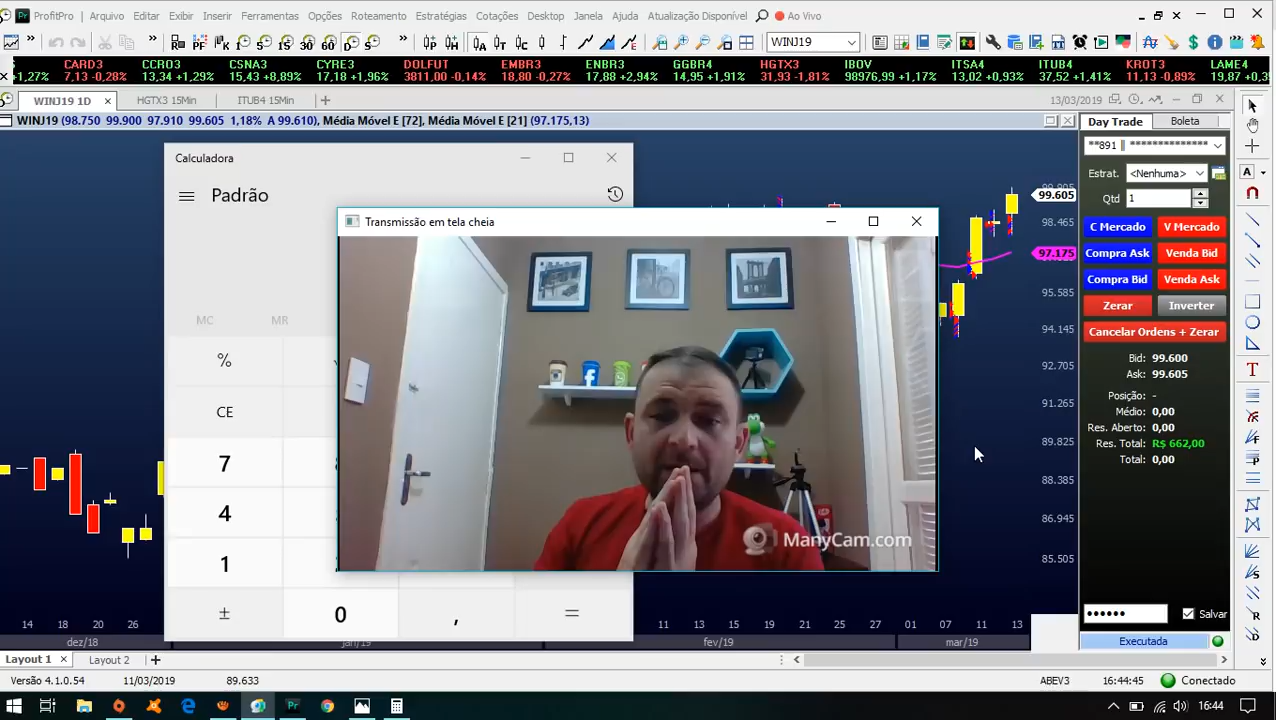 ProfitPro Arquivo Editar Exibir Inserir Ferramentas Opções Roteamento Estratégias Cotações Desktop Janela Ajuda Atualização Disponível Ao Vivo
5 15 30 60 D S WINJ19
CARD3 CCRO3 CSNA3 CYRE3 DOLFUT EMBR3 ENBR3 GGBR4 HGTX3 IBOV ITSA4 ITUB4 KROT3 LAME4
+1,27% 7,13 -0,28% 13,34 +1,29% 15,43 +8,89% 17,18 +1,96% 3811,00 -0,14% 18,80 -0,27% 17,88 +2,94% 14,95 +1,91% 31,93 -1,81% 98976,99 +1,17% 13,02 +0,93% 37,52 +1,41% 11,13 -0,89% 19,87 +0,3
WINJ19 1D HGTX3 15Min ITUB4 15Min 13/03/2019
WINJ19 (98.750 99.900 97.910 99.605 1,18% A 99.610), Média Móvel E [72], Média Móvel E [21] (97.175,13)
Day Trade Boleta
**891 || **************
Estrat. <Nenhuma>
Qtd 1
C Mercado V Mercado
Compra Ask Venda Bid
Compra Bid Venda Ask
Zerar Inverter
Cancelar Ordens + Zerar
Bid: 99.600
Ask: 99.605
Posição: -
Médio: 0,00
Res. Aberto: 0,00
Res. Total: R$ 662,00
Total: 0,00
Salvar
Executada
Calculadora
Padrão
MC MR
%
CE
7
4
1
± 0 , =
Transmissão em tela cheia
ManyCam.com
99.605
98.465
97.175
95.585
94.145
92.705
91.265
89.825
88.385
86.945
85.505
14 18 20 26 11 13 15 19 21 25 27 01 07 11 13
dez/18 jan/19 fev/19 mar/19
Layout 1 Layout 2
Versão 4.1.0.54 11/03/2019 89.633 ABEV3 16:44:45 Conectado
16:44